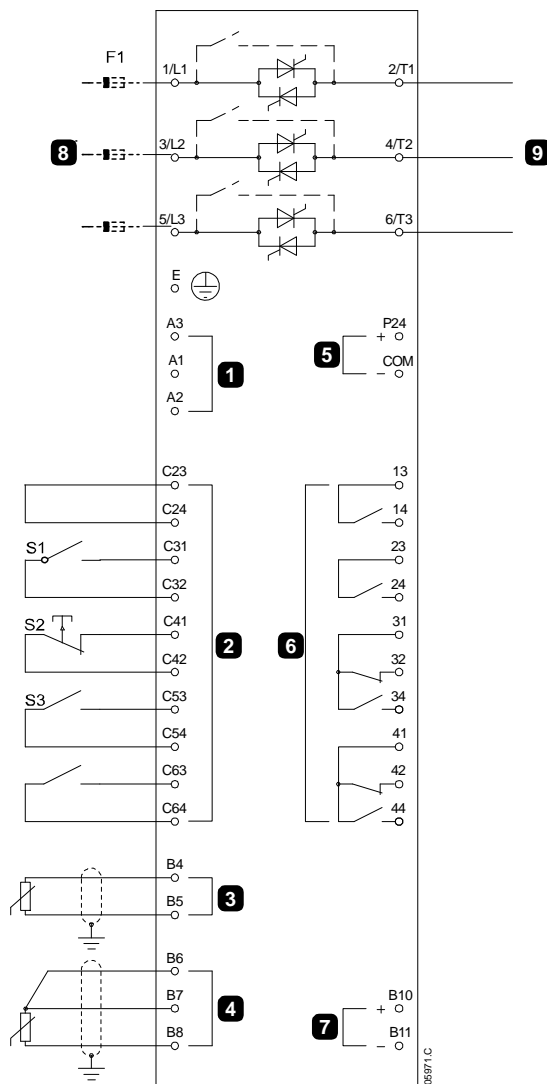 F1
1/L1
2/T1
8
3/L2
4/T2
9
5/L3
6/T3
E
A3
P24
+
5
1
A1
COM
-
A2
C23
13
C24
14
S1
C31
23
C32
24
S2
C41
31
2
6
C42
32
S3
C53
34
C54
41
C63
42
C64
44
B4
3
B5
B6
4
B7
7
B10
+
B8
B11
-
05971.C